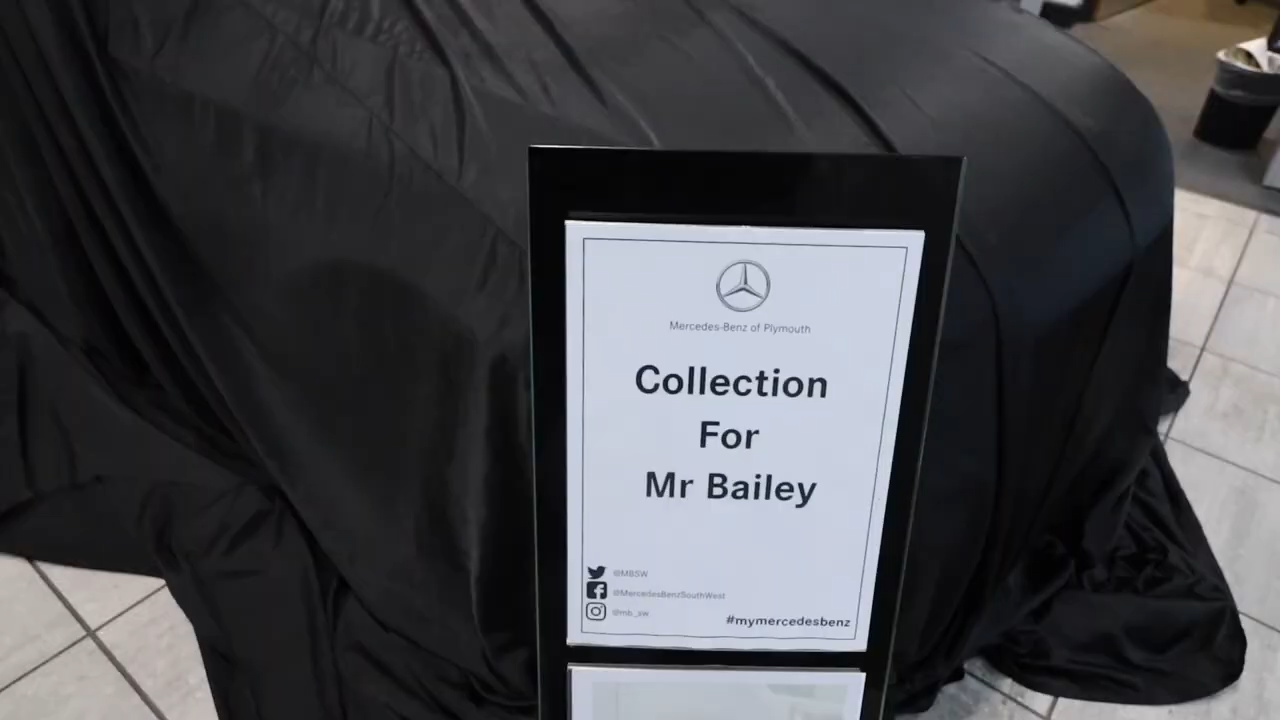 Mercedes-Benz of Plymouth
Collection
For
Mr Bailey
@MBSW
@MercedesBenzSouthWest
@mb_sw
#mymercedesbenz